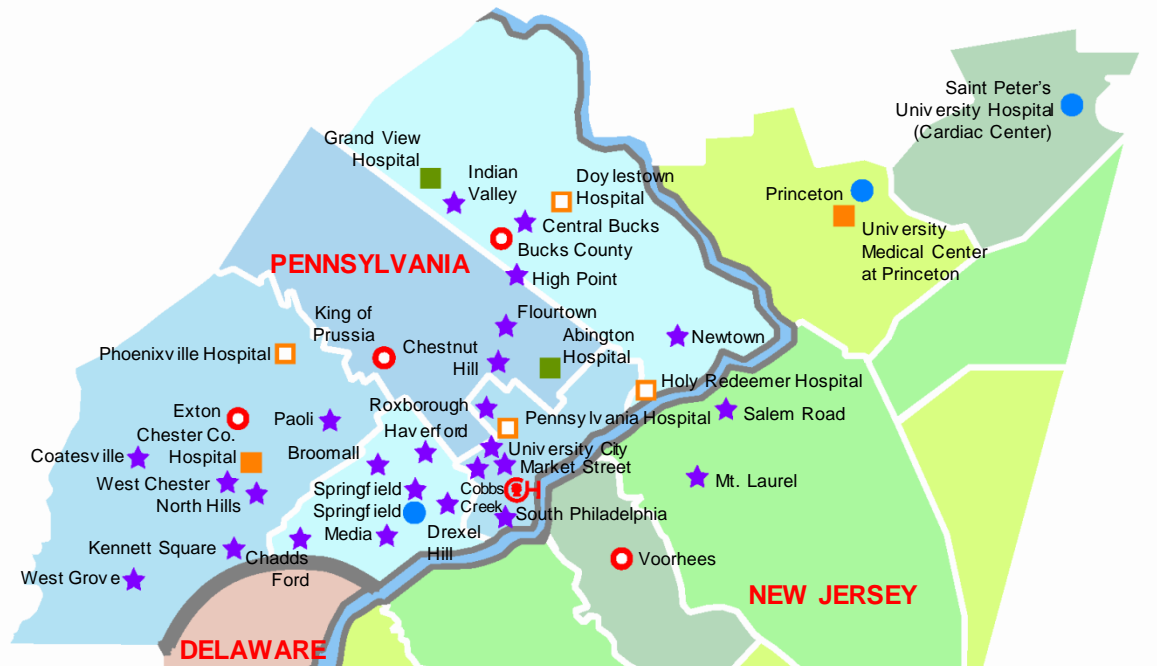 Saint Peter's
University Hospital
(Cardiac Center)
Grand View
Hospital
Indian
Valley
Doylestown
Hospital
Princeton
Central Bucks
Bucks County
University
Medical Center
at Princeton
PENNSYLVANIA
High Point
King of
Prussia
Flourtown
Abington
Hospital
Newtown
Phoenixville Hospital
Chestnut
Hill
Holy Redeemer Hospital
Exton
Paoli
Roxborough
Pennsylvania Hospital
Salem Road
Chester Co.
Hospital
Haverford
University City
Coatesville
Broomall
Market Street
West Chester
North Hills
Springfield
Cobbs
Creek
Mt. Laurel
Springfield
South Philadelphia
Media
Drexel
Hill
Kennett Square
Chadds
Ford
Voorhees
West Grove
NEW JERSEY
DELAWARE